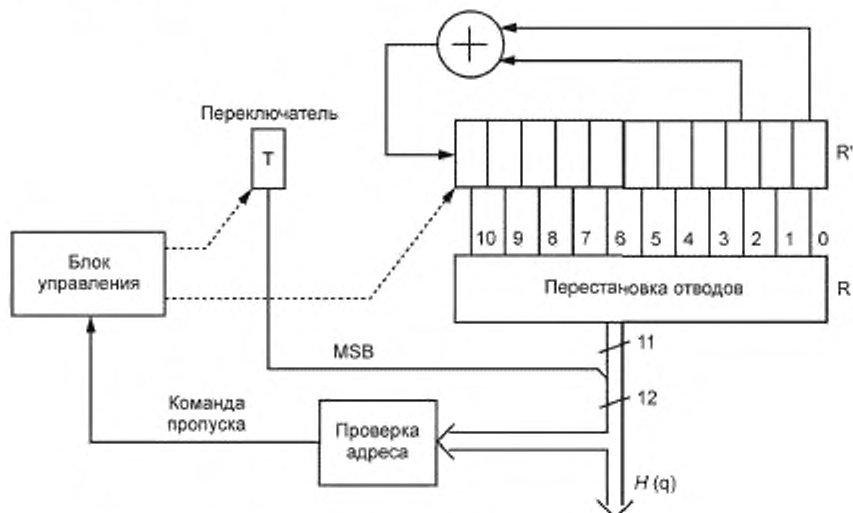 Переключатель
T
R'
10 9 8 7 6 5 4 3 2 1 0
Блок
управления
Перестановка отводов
R
11
MSB
12
Команда
пропуска
Проверка
адреса
H (q)